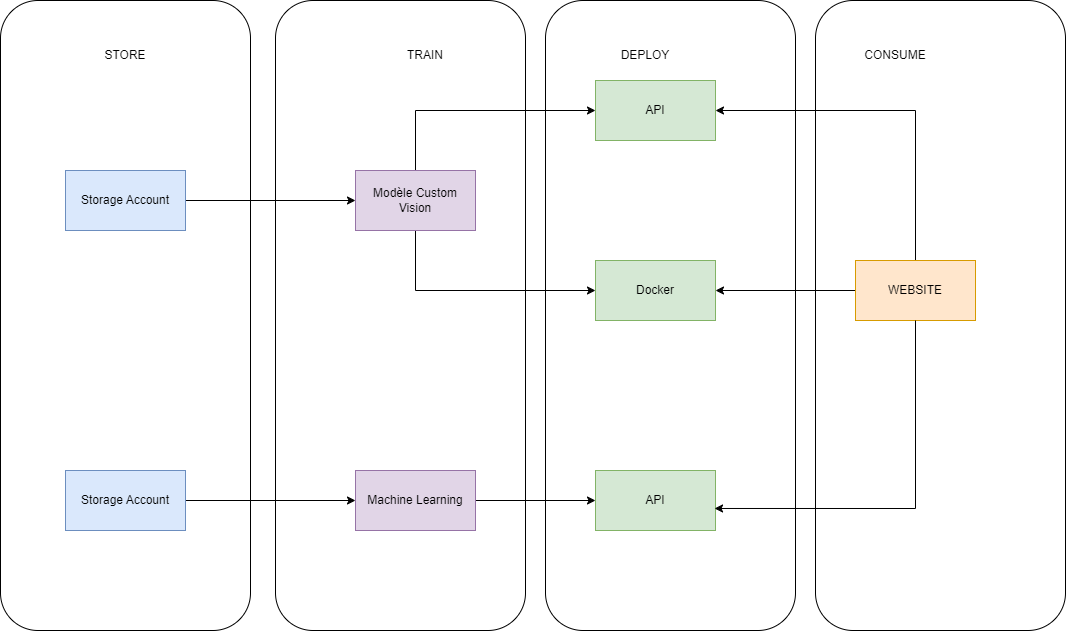 STORE
TRAIN
DEPLOY
CONSUME
API
Storage Account
Modèle Custom
Vision
Docker
WEBSITE
Storage Account
Machine Learning
API